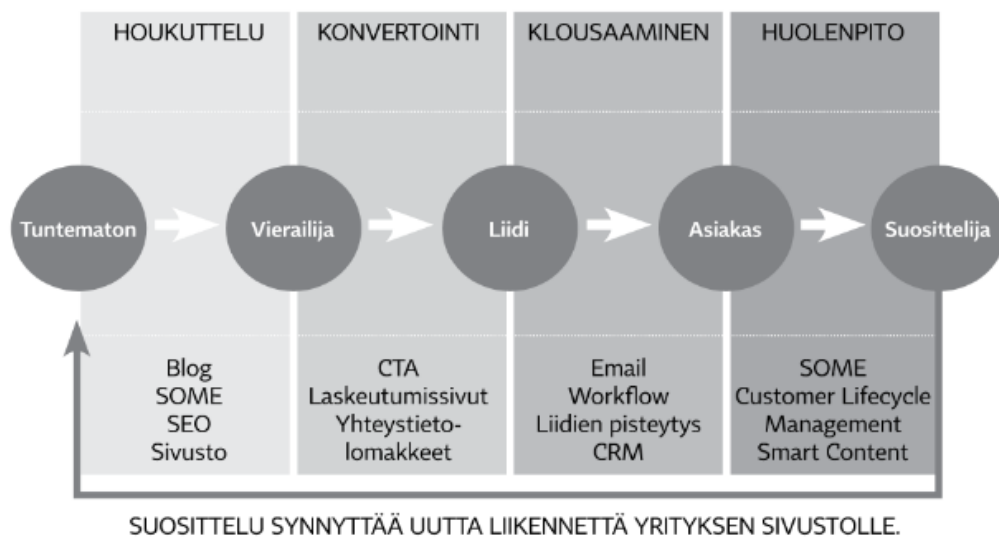 HOUKUTTELU
KONVERTOINTI
KLOUSAAMINEN
HUOLENPITO
Tuntematon
Vierailija
Liidi
Asiakas
Suosittelija
Blog
SOME
SEO
Sivusto
CTA
Laskeutumissivut
Yhteystieto-
lomakkeet
Email
Workflow
Liidien pisteytys
CRM
SOME
Customer Lifecycle
Management
Smart Content
SUOSITTELU SYNNYTTÄÄ UUTTA LIIKENNETTÄ YRITYKSEN SIVUSTOLLE.